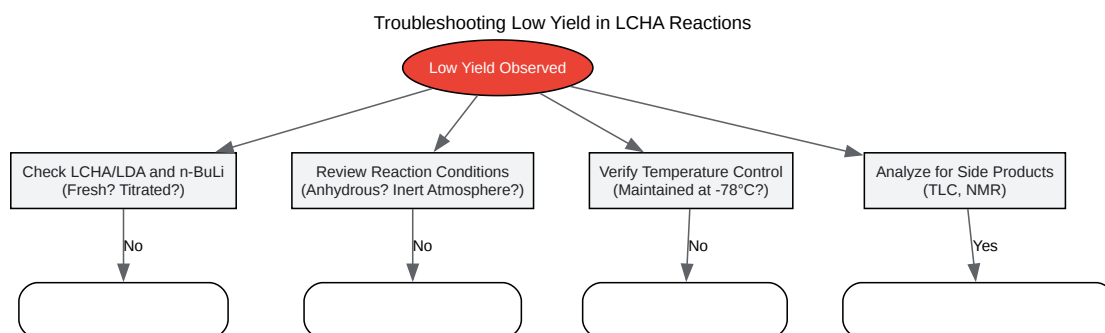 Troubleshooting Low Yield in LCHA Reactions
Low Yield Observed
Check LCHA/LDA and n-BuLi
(Fresh? Titrated?)
Review Reaction Conditions
(Anhydrous? Inert Atmosphere?)
Verify Temperature Control
(Maintained at -78°C?)
Analyze for Side Products
(TLC, NMR)
No
No
No
Yes